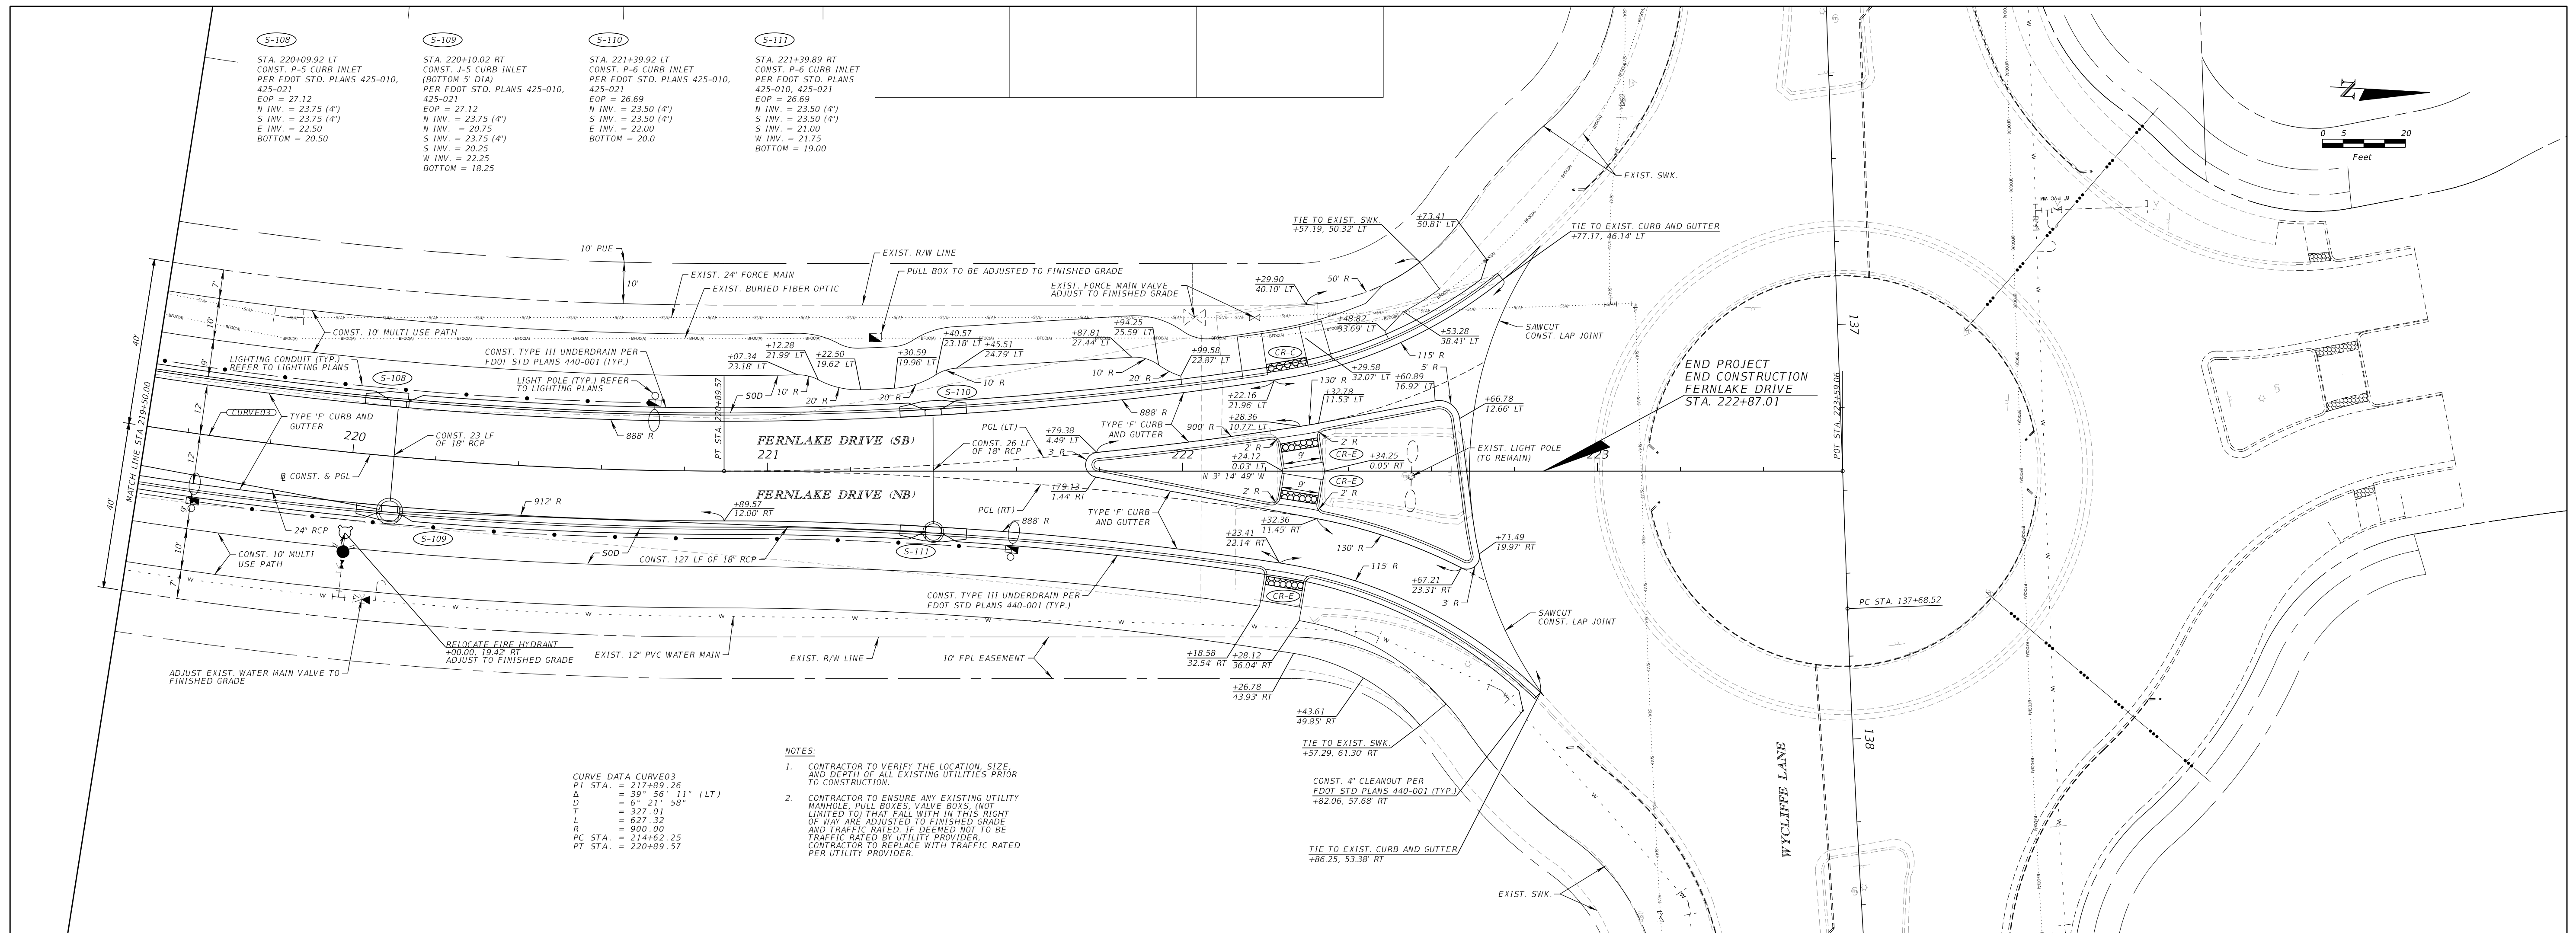 S-108
STA. 220+09.92 LT
CONST. P-5 CURB INLET
PER FDOT STD. PLANS 425-010,
425-021
EOP = 27.12
N INV. = 23.75 (4")
S INV. = 23.75 (4")
E INV. = 22.50
BOTTOM = 20.50
S-109
STA. 220+10.02 RT
CONST. J-5 CURB INLET
(BOTTOM 5' DIA)
PER FDOT STD. PLANS 425-010,
425-021
EOP = 27.12
N INV. = 23.75 (4")
N INV. = 20.75
S INV. = 23.75 (4")
S INV. = 20.25
W INV. = 22.25
BOTTOM = 18.25
S-110
STA. 221+39.92 LT
CONST. P-6 CURB INLET
PER FDOT STD. PLANS 425-010,
425-021
EOP = 26.69
N INV. = 23.50 (4")
S INV. = 23.50 (4")
E INV. = 22.00
BOTTOM = 20.0
S-111
STA. 221+39.89 RT
CONST. P-6 CURB INLET
PER FDOT STD. PLANS
425-010, 425-021
EOP = 26.69
N INV. = 23.50 (4")
S INV. = 23.50 (4")
S INV. = 21.00
W INV. = 21.75
BOTTOM = 19.00
N
0 5 20
Feet
8" PVC WM
EXIST. SWK.
TIE TO EXIST. SWK.
+57.19, 50.32' LT
+73.41
50.81' LT
TIE TO EXIST. CURB AND GUTTER
+77.17, 46.14' LT
10' PUE
10'
EXIST. R/W LINE
EXIST. 24" FORCE MAIN
PULL BOX TO BE ADJUSTED TO FINISHED GRADE
EXIST. BURIED FIBER OPTIC
EXIST. FORCE MAIN VALVE
ADJUST TO FINISHED GRADE
+29.90
40.10' LT
50' R
40'
7'
10'
9'
12'
12'
9'
10'
7'
40'
MATCH LINE STA 219+50.00
CONST. 10' MULTI USE PATH
LIGHTING CONDUIT (TYP.)
REFER TO LIGHTING PLANS
CONST. TYPE III UNDERDRAIN PER
FDOT STD PLANS 440-001 (TYP.)
LIGHT POLE (TYP.) REFER
TO LIGHTING PLANS
S-108
+07.34
23.18' LT
+12.28
21.99' LT
+22.50
19.62' LT
+30.59
19.96' LT
+40.57
23.18' LT
+45.51
24.79' LT
+87.81
27.44' LT
+94.25
25.59' LT
+99.58
22.87' LT
SOD
10' R
20' R
20' R
10' R
10' R
20' R
S-110
CR-C
+48.82
33.69' LT
+53.28
38.41' LT
115' R
+29.58
32.07' LT
5' R
+60.89
16.92' LT
130' R
+32.78
11.53' LT
+22.16
21.96' LT
+28.36
10.77' LT
+66.78
12.66' LT
SAWCUT
CONST. LAP JOINT
END PROJECT
END CONSTRUCTION
FERNLAKE DRIVE
STA. 222+87.01
137
POT STA. 223+59.06
CURVE03
TYPE 'F' CURB AND
GUTTER
220
CONST. 23 LF
OF 18" RCP
888' R
PT STA. 220+89.57
FERNLAKE DRIVE (SB)
221
FERNLAKE DRIVE (NB)
CONST. 26 LF
OF 18" RCP
PGL (LT)
+79.38
4.49' LT
3' R
888' R
TYPE 'F' CURB
AND GUTTER
900' R
222
2' R
2' R
9'
CR-E
+24.12
0.03' LT
N 3° 14' 49" W
+34.25
0.05' RT
CR-E
9'
2' R
2' R
EXIST. LIGHT POLE
(TO REMAIN)
223
+79.13
1.44' RT
PGL (RT)
℄ CONST. & PGL
912' R
+89.57
12.00' RT
888' R
TYPE 'F' CURB
AND GUTTER
+32.36
11.45' RT
130' R
+23.41
22.14' RT
115' R
+71.49
19.97' RT
+67.21
23.31' RT
3' R
24" RCP
S-109
SOD
CONST. 127 LF OF 18" RCP
S-111
CONST. 10' MULTI
USE PATH
CONST. TYPE III UNDERDRAIN PER
FDOT STD PLANS 440-001 (TYP.)
CR-E
PC STA. 137+68.52
SAWCUT
CONST. LAP JOINT
RELOCATE FIRE HYDRANT
+00.00, 19.42' RT
ADJUST TO FINISHED GRADE
EXIST. 12" PVC WATER MAIN
EXIST. R/W LINE
10' FPL EASEMENT
+18.58
32.54' RT
+28.12
36.04' RT
+26.78
43.93' RT
ADJUST EXIST. WATER MAIN VALVE TO
FINISHED GRADE
+43.61
49.85' RT
TIE TO EXIST. SWK.
+57.29, 61.30' RT
138
WYCLIFFE LANE
CONST. 4" CLEANOUT PER
FDOT STD PLANS 440-001 (TYP.)
+82.06, 57.68' RT
TIE TO EXIST. CURB AND GUTTER
+86.25, 53.38' RT
EXIST. SWK.
CURVE DATA CURVE03
PI STA. = 217+89.26
Δ = 39° 56' 11" (LT)
D = 6° 21' 58"
T = 327.01
L = 627.32
R = 900.00
PC STA. = 214+62.25
PT STA. = 220+89.57
NOTES:
1. CONTRACTOR TO VERIFY THE LOCATION, SIZE,
AND DEPTH OF ALL EXISTING UTILITIES PRIOR
TO CONSTRUCTION.
2. CONTRACTOR TO ENSURE ANY EXISTING UTILITY
MANHOLE, PULL BOXES, VALVE BOXS, (NOT
LIMITED TO) THAT FALL WITH IN THIS RIGHT
OF WAY ARE ADJUSTED TO FINISHED GRADE
AND TRAFFIC RATED. IF DEEMED NOT TO BE
TRAFFIC RATED BY UTILITY PROVIDER,
CONTRACTOR TO REPLACE WITH TRAFFIC RATED
PER UTILITY PROVIDER.